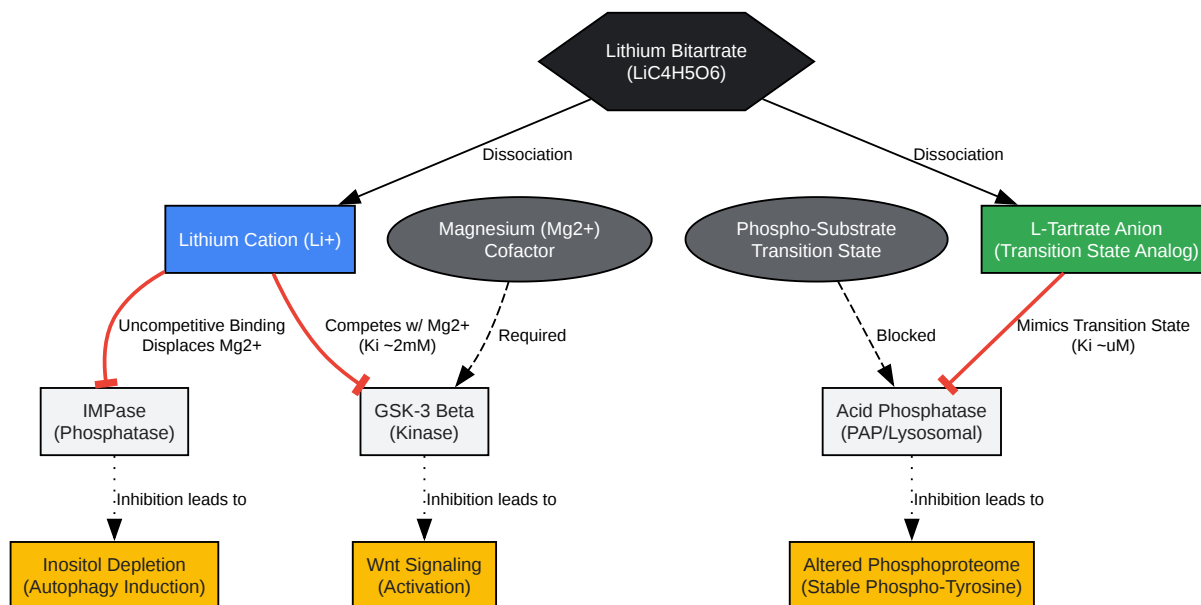 Lithium Bitartrate
(LiC4H5O6)
Dissociation
Dissociation
Lithium Cation (Li+)
Magnesium (Mg2+)
Cofactor
Phospho-Substrate
Transition State
L-Tartrate Anion
(Transition State Analog)
Uncompetitive Binding
Displaces Mg2+
Competes w/ Mg2+
(Ki ~2mM)
Required
Blocked
Mimics Transition State
(Ki ~uM)
IMPase
(Phosphatase)
GSK-3 Beta
(Kinase)
Acid Phosphatase
(PAP/Lysosomal)
Inhibition leads to
Inhibition leads to
Inhibition leads to
Inositol Depletion
(Autophagy Induction)
Wnt Signaling
(Activation)
Altered Phosphoproteome
(Stable Phospho-Tyrosine)